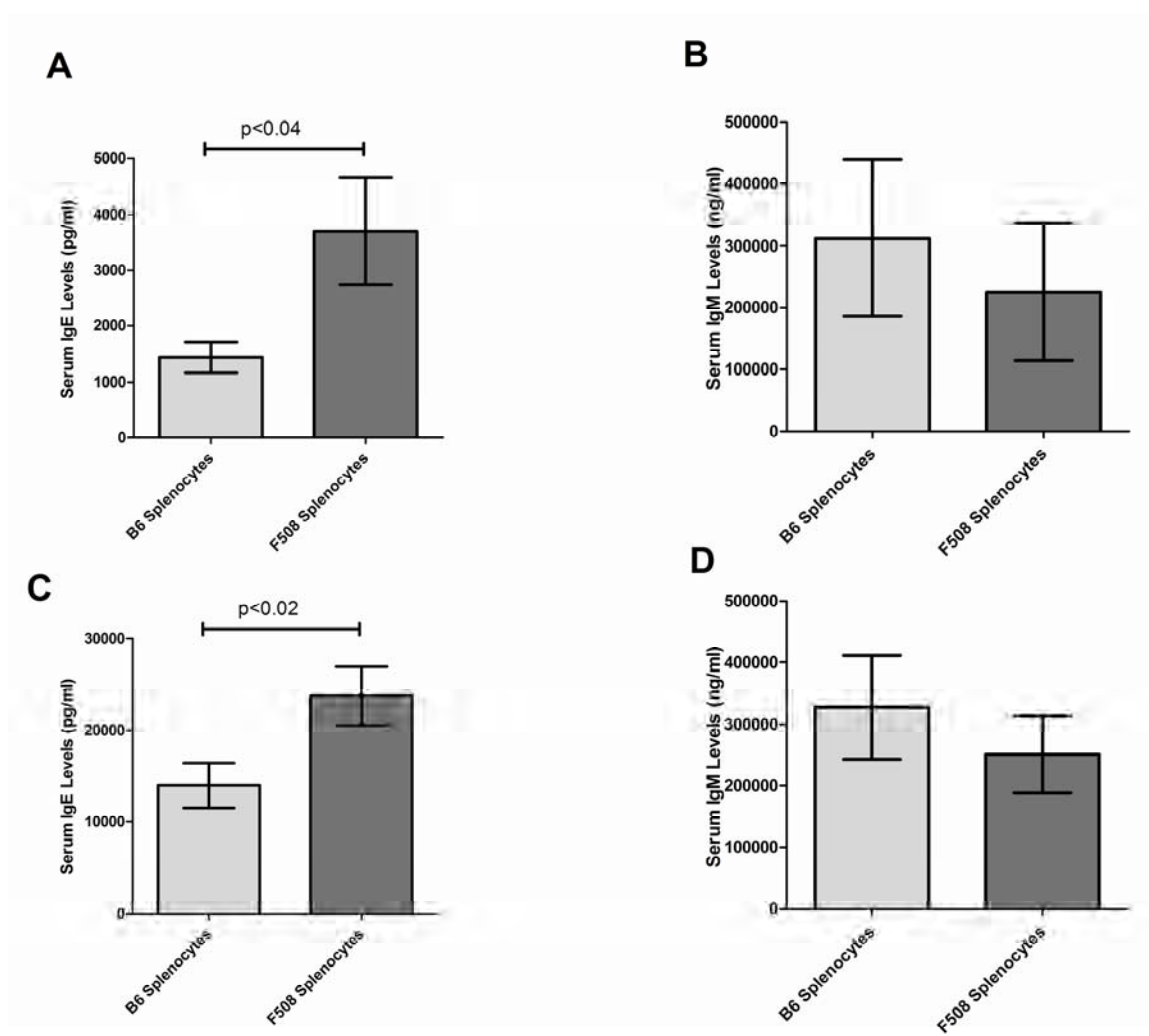 A
p<0.04
Serum IgE Levels (pg/ml)
5000
4000
3000
2000
1000
0
B6 Splenocytes
F508 Splenocytes
B
Serum IgM Levels (ng/ml)
500000
400000
300000
200000
100000
0
B6 Splenocytes
F508 Splenocytes
C
p<0.02
Serum IgE Levels (pg/ml)
30000
20000
10000
0
B6 Splenocytes
F508 Splenocytes
D
Serum IgM Levels (ng/ml)
500000
400000
300000
200000
100000
0
B6 Splenocytes
F508 Splenocytes